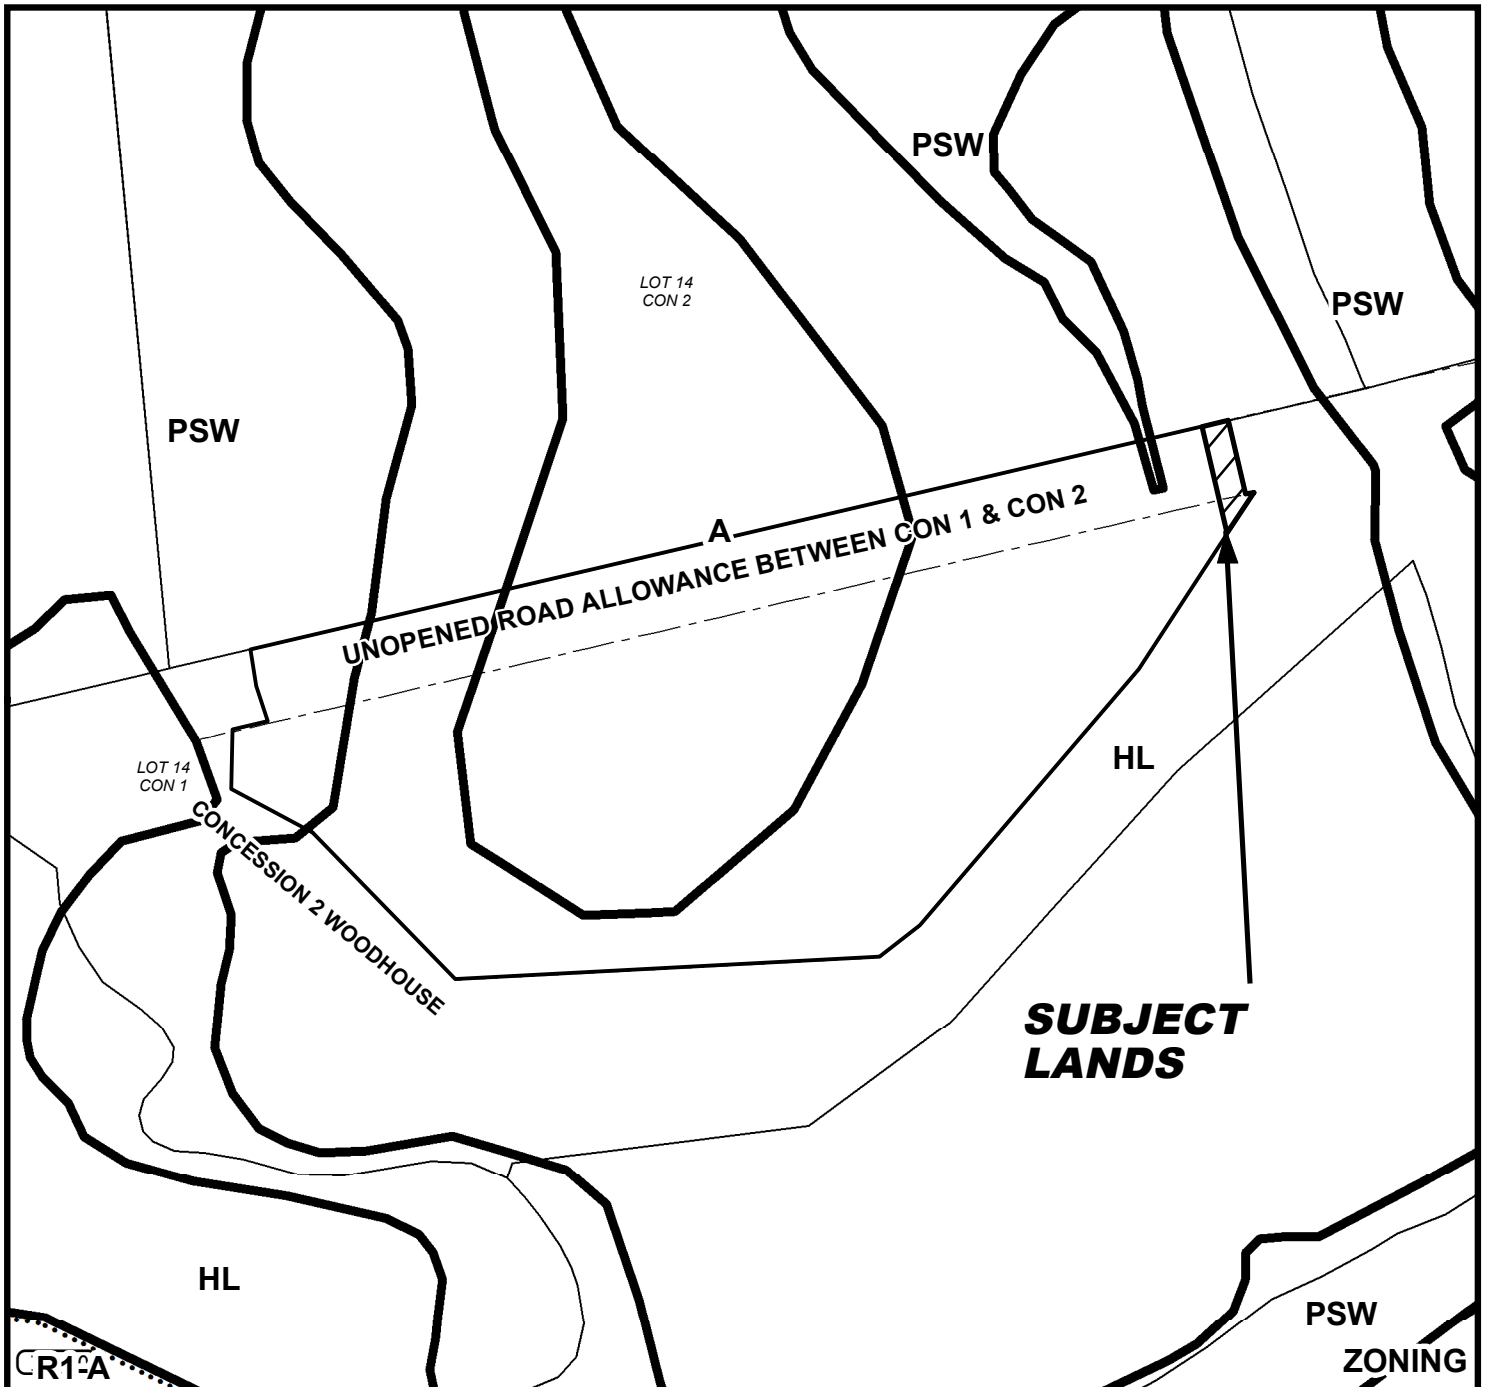 PSW
LOT 14
CON 2
PSW
PSW
A
UNOPENED ROAD ALLOWANCE BETWEEN CON 1 & CON 2
LOT 14
CON 1
HL
CONCESSION 2 WOODHOUSE
SUBJECT
LANDS
HL
PSW
ZONING
R1-A